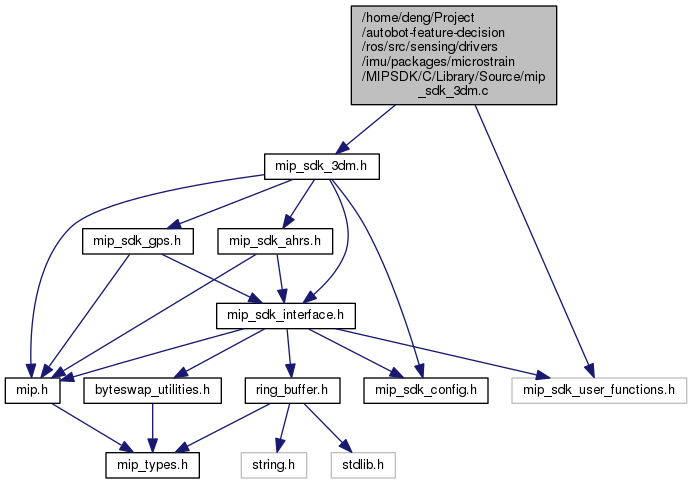 /home/deng/Project
/autobot-feature-decision
/ros/src/sensing/drivers
/imu/packages/microstrain
/MIPSDK/C/Library/Source/mip
_sdk_3dm.c
mip_sdk_3dm.h
mip_sdk_gps.h
mip_sdk_ahrs.h
mip_sdk_interface.h
mip.h
byteswap_utilities.h
ring_buffer.h
mip_sdk_config.h
mip_sdk_user_functions.h
mip_types.h
string.h
stdlib.h